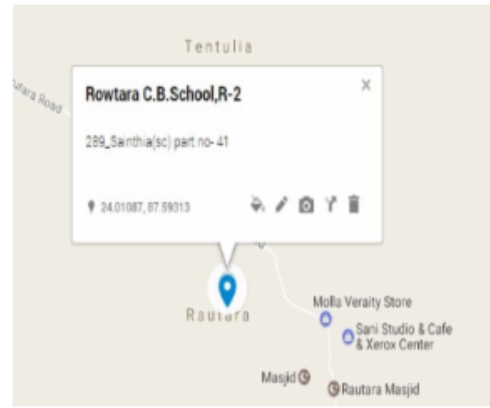 Tentulia
Rowtara C.B.School,R-2
289_Sainthia(sc) part no- 41
24.01087, 87.59313
Rautara
Molla Veraity Store
Sani Studio & Cafe
& Xerox Center
Masjid
Rautara Masjid